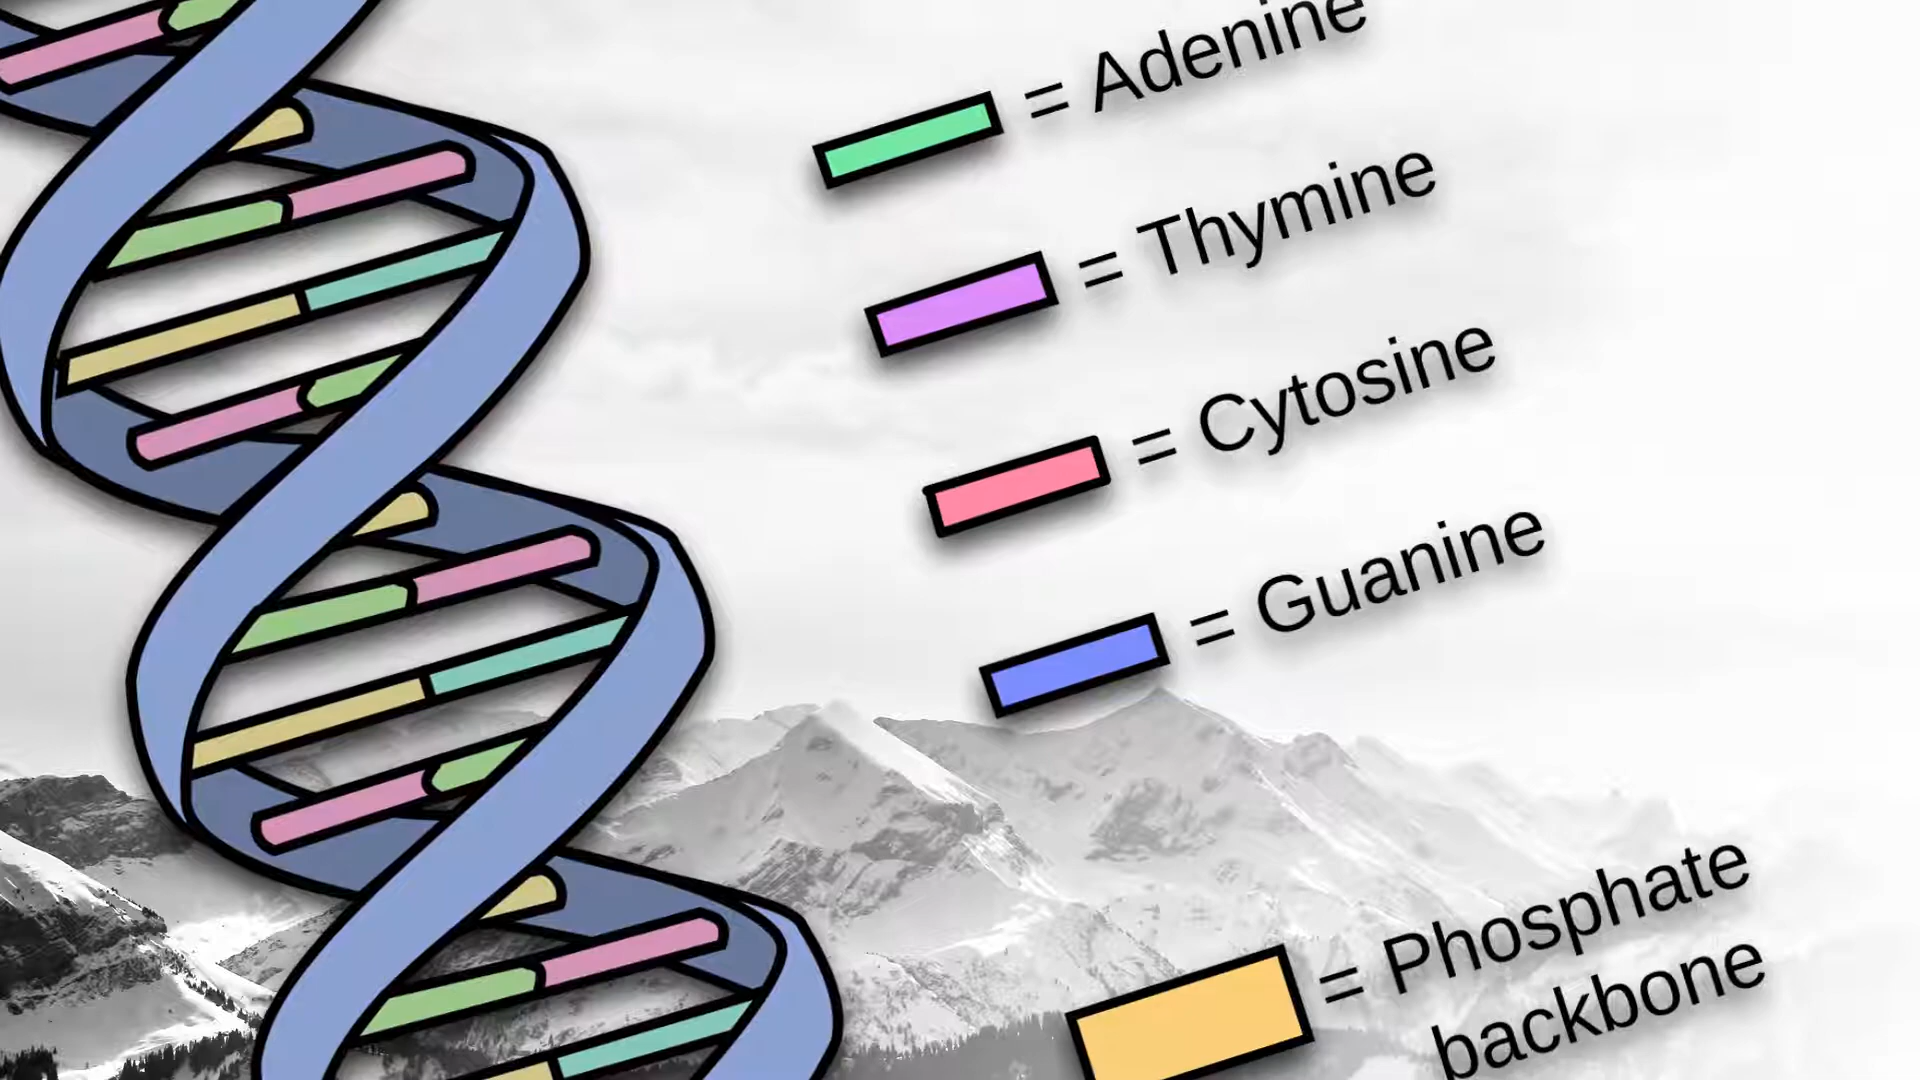 = Adenine
= Thymine
= Cytosine
= Guanine
= Phosphate
backbone